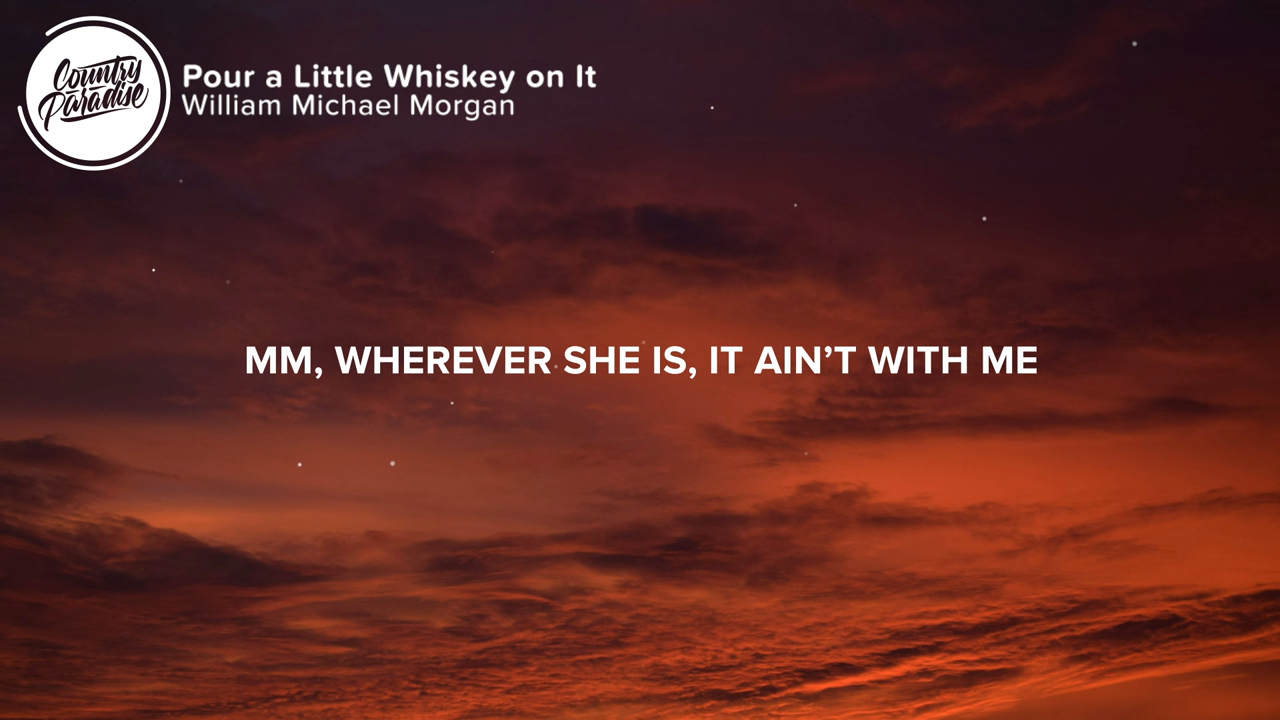 Country
Paradise
Pour a Little Whiskey on It
William Michael Morgan
MM, WHEREVER SHE IS, IT AIN’T WITH ME